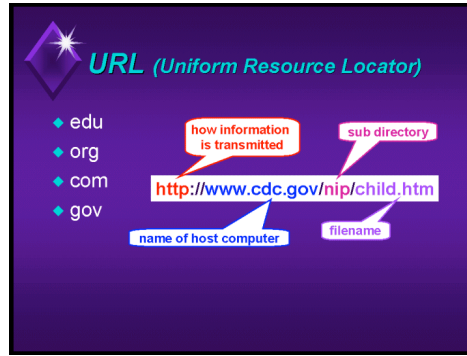 URL (Uniform Resource Locator)
edu
org
com
gov
how information
is transmitted
sub directory
http://www.cdc.gov/nip/child.htm
name of host computer
filename